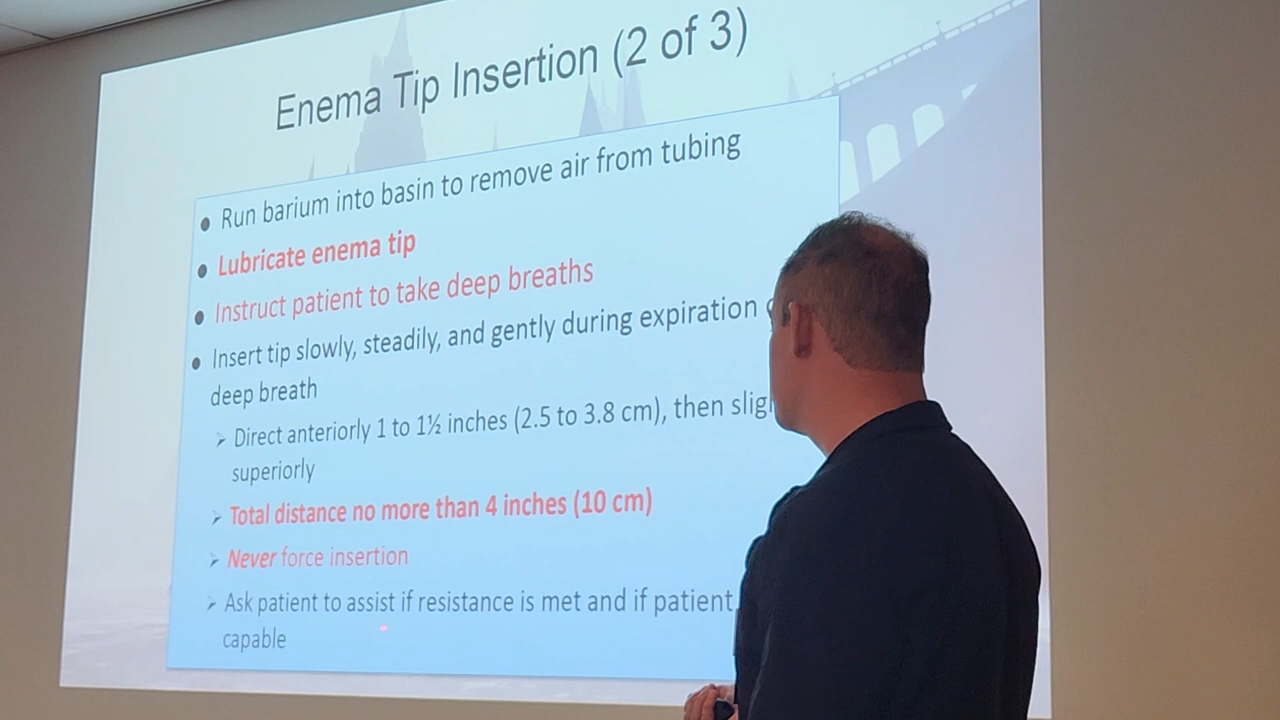 Enema Tip Insertion (2 of 3)
Run barium into basin to remove air from tubing
Lubricate enema tip
Instruct patient to take deep breaths
Insert tip slowly, steadily, and gently during expiration
deep breath
Direct anteriorly 1 to 1½ inches (2.5 to 3.8 cm), then
superiorly
Total distance no more than 4 inches (10 cm)
Never force insertion
Ask patient to assist if resistance is met and if patient
capable